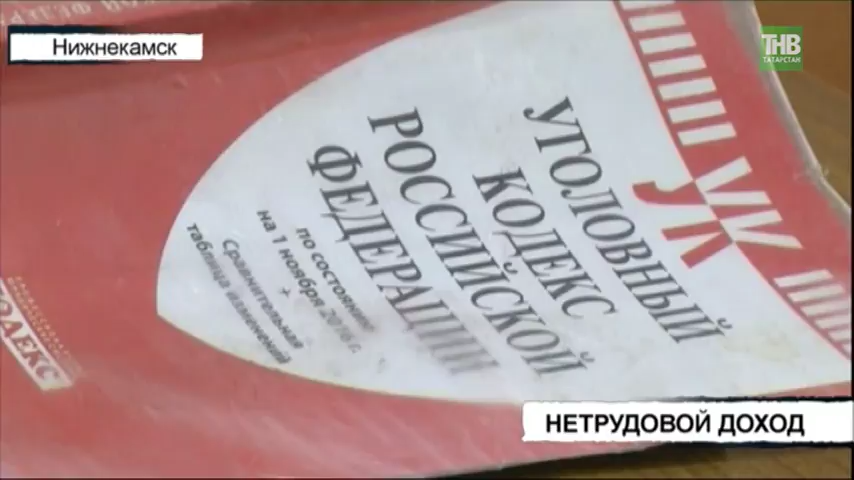 Нижнекамск
ТНВ
ТАТАРСТАН
УК
УГОЛОВНЫЙ
КОДЕКС
РОССИЙСКОЙ
ФЕДЕРАЦИИ
по состоянию
на 1 ноября 2016 г.
+
Сравнительная
таблица изменений
КОДЕКС
НЕТРУДОВОЙ ДОХОД